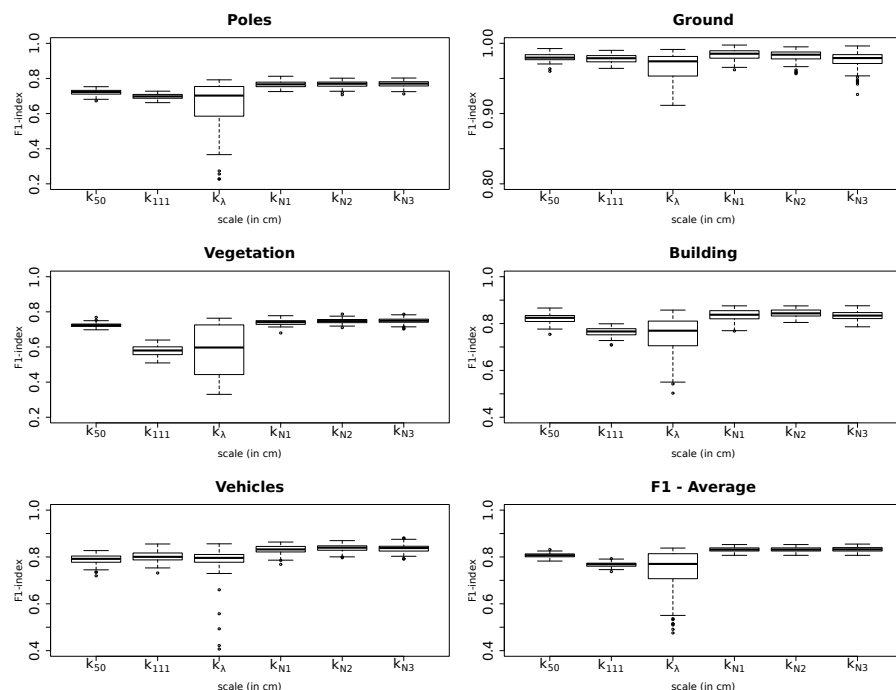 Poles
F1-index
1.0
0.8
0.6
0.4
0.2
k50 k111 kλ kN1 kN2 kN3
scale (in cm)
Ground
F1-index
1.00
0.90
0.80
k50 k111 kλ kN1 kN2 kN3
scale (in cm)
Vegetation
F1-index
1.0
0.8
0.6
0.4
0.2
k50 k111 kλ kN1 kN2 kN3
scale (in cm)
Building
F1-index
1.0
0.8
0.6
0.4
k50 k111 kλ kN1 kN2 kN3
scale (in cm)
Vehicles
F1-index
1.0
0.8
0.6
0.4
k50 k111 kλ kN1 kN2 kN3
scale (in cm)
F1 - Average
F1-index
1.0
0.8
0.6
0.4
k50 k111 kλ kN1 kN2 kN3
scale (in cm)